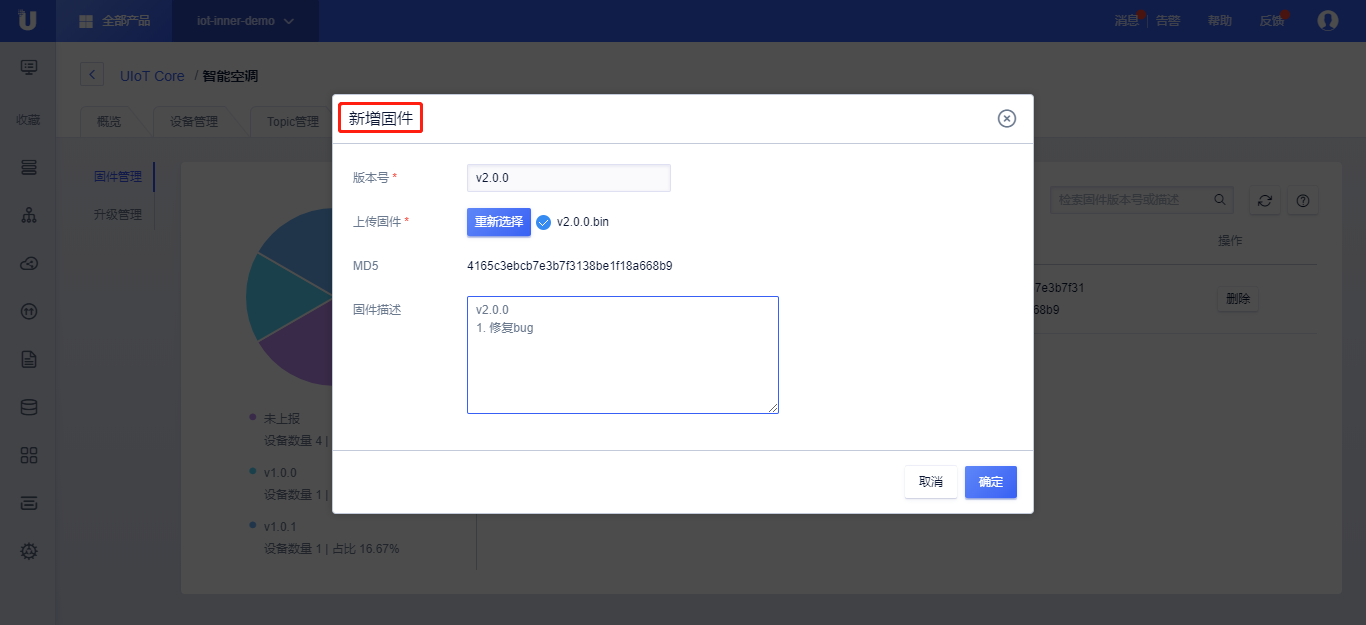 全部产品
iot-inner-demo
消息
告警
帮助
反馈
UIoT Core / 智能空调
收藏
概览
设备管理
Topic管理
新增固件
固件管理
升级管理
版本号 *
v2.0.0
上传固件 *
重新选择
v2.0.0.bin
MD5
4165c3ebcb7e3b7f3138be1f18a668b9
固件描述
v2.0.0
1. 修复bug
检索固件版本号或描述
操作
7e3b7f31
68b9
删除
未上报
设备数量 4 |
v1.0.0
设备数量 1 |
v1.0.1
设备数量 1 | 占比 16.67%
取消
确定